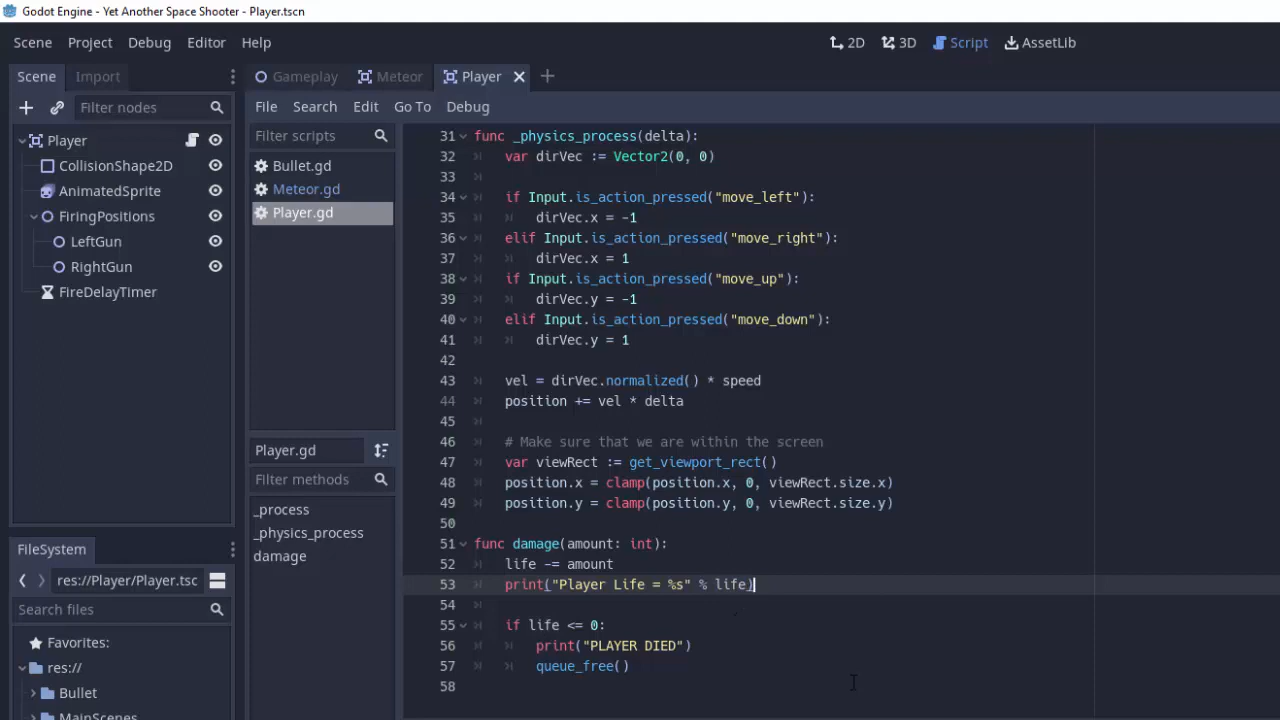 Godot Engine - Yet Another Space Shooter - Player.tscn
Scene Project Debug Editor Help
2D 3D Script AssetLib
Scene Import
Filter nodes
Player
CollisionShape2D
AnimatedSprite
FiringPositions
LeftGun
RightGun
FireDelayTimer
FileSystem
res://Player/Player.tsc
Search files
Favorites:
res://
Bullet
MainScenes
Gameplay Meteor Player
File Search Edit Go To Debug
Filter scripts
Bullet.gd
Meteor.gd
Player.gd
Player.gd
Filter methods
_process
_physics_process
damage
31 func _physics_process(delta):
32 var dirVec := Vector2(0, 0)
33
34 if Input.is_action_pressed("move_left"):
35 dirVec.x = -1
36 elif Input.is_action_pressed("move_right"):
37 dirVec.x = 1
38 if Input.is_action_pressed("move_up"):
39 dirVec.y = -1
40 elif Input.is_action_pressed("move_down"):
41 dirVec.y = 1
42
43 vel = dirVec.normalized() * speed
44 position += vel * delta
45
46 # Make sure that we are within the screen
47 var viewRect := get_viewport_rect()
48 position.x = clamp(position.x, 0, viewRect.size.x)
49 position.y = clamp(position.y, 0, viewRect.size.y)
50
51 func damage(amount: int):
52 life -= amount
53 print("Player Life = %s" % life)
54
55 if life <= 0:
56 print("PLAYER DIED")
57 queue_free()
58